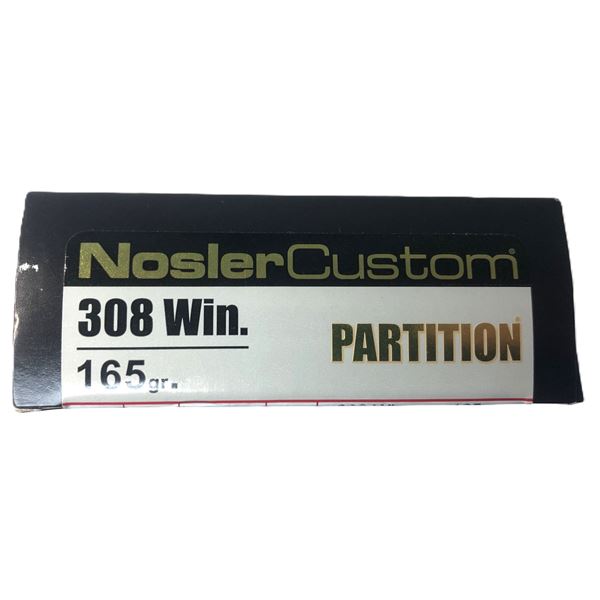 NoslerCustom®
308 Win.
PARTITION®
165gr.